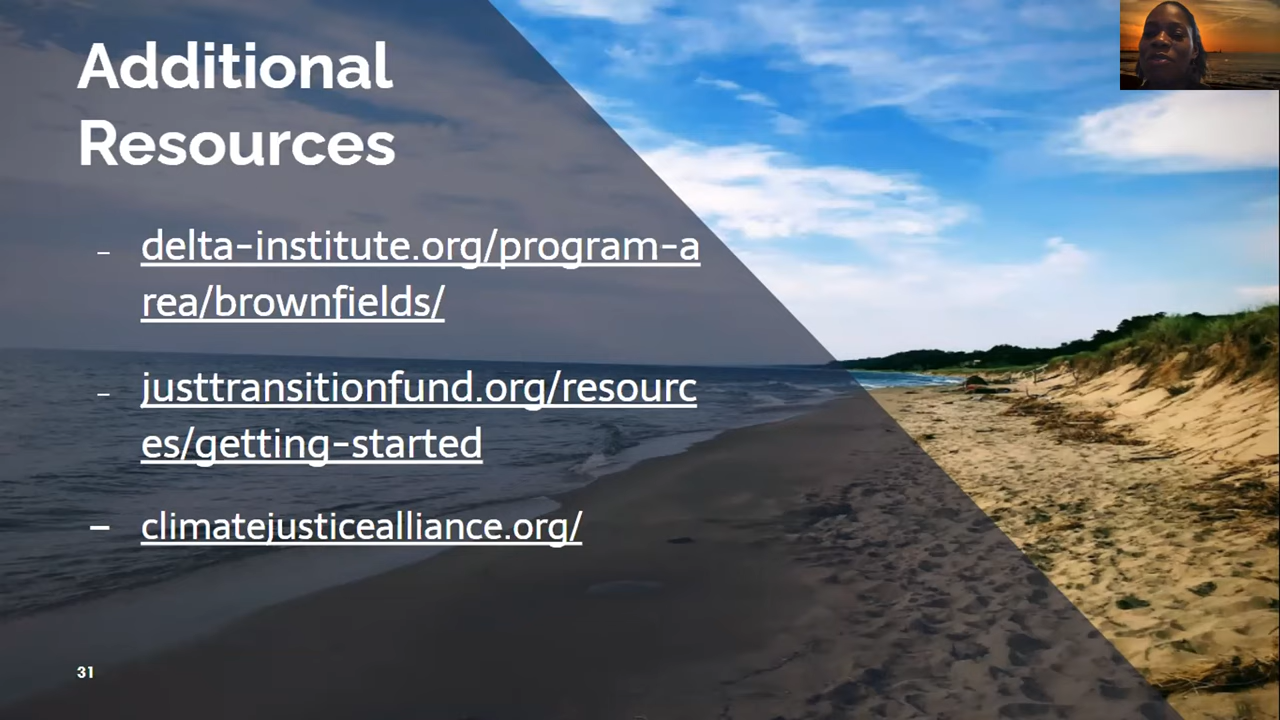 Additional
Resources
- delta-institute.org/program-a
rea/brownfields/
- justtransitionfund.org/resourc
es/getting-started
- climatejusticealliance.org/
31